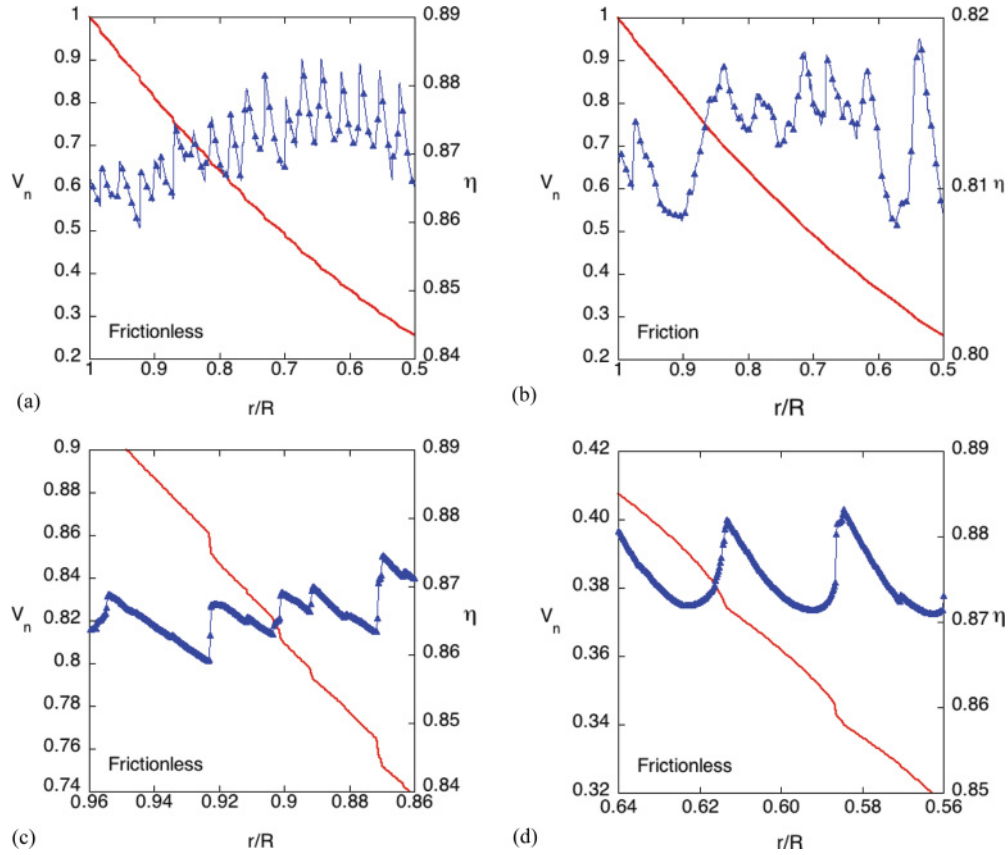 1
0.9
0.8
0.7
0.6
V n
0.5
0.4
0.3
0.2
0.89
0.88
0.87
η
0.86
0.85
0.84
Frictionless
1 0.9 0.8 0.7 0.6 0.5
(a)
r/R
1
0.9
0.8
0.7
0.6
V n
0.5
0.4
0.3
0.2
0.82
0.81 η
0.80
Friction
1 0.9 0.8 0.7 0.6 0.5
(b)
r/R
0.9
0.88
0.86
0.84
0.82
V n
0.8
0.78
0.76
0.74
0.89
0.88
0.87
η
0.86
0.85
0.84
Frictionless
0.96 0.94 0.92 0.9 0.88 0.86
(c)
r/R
0.42
0.40
0.38
V n
0.36
0.34
0.32
0.89
0.88
0.87 η
0.86
0.85
Frictionless
0.64 0.62 0.60 0.58 0.56
(d)
r/R